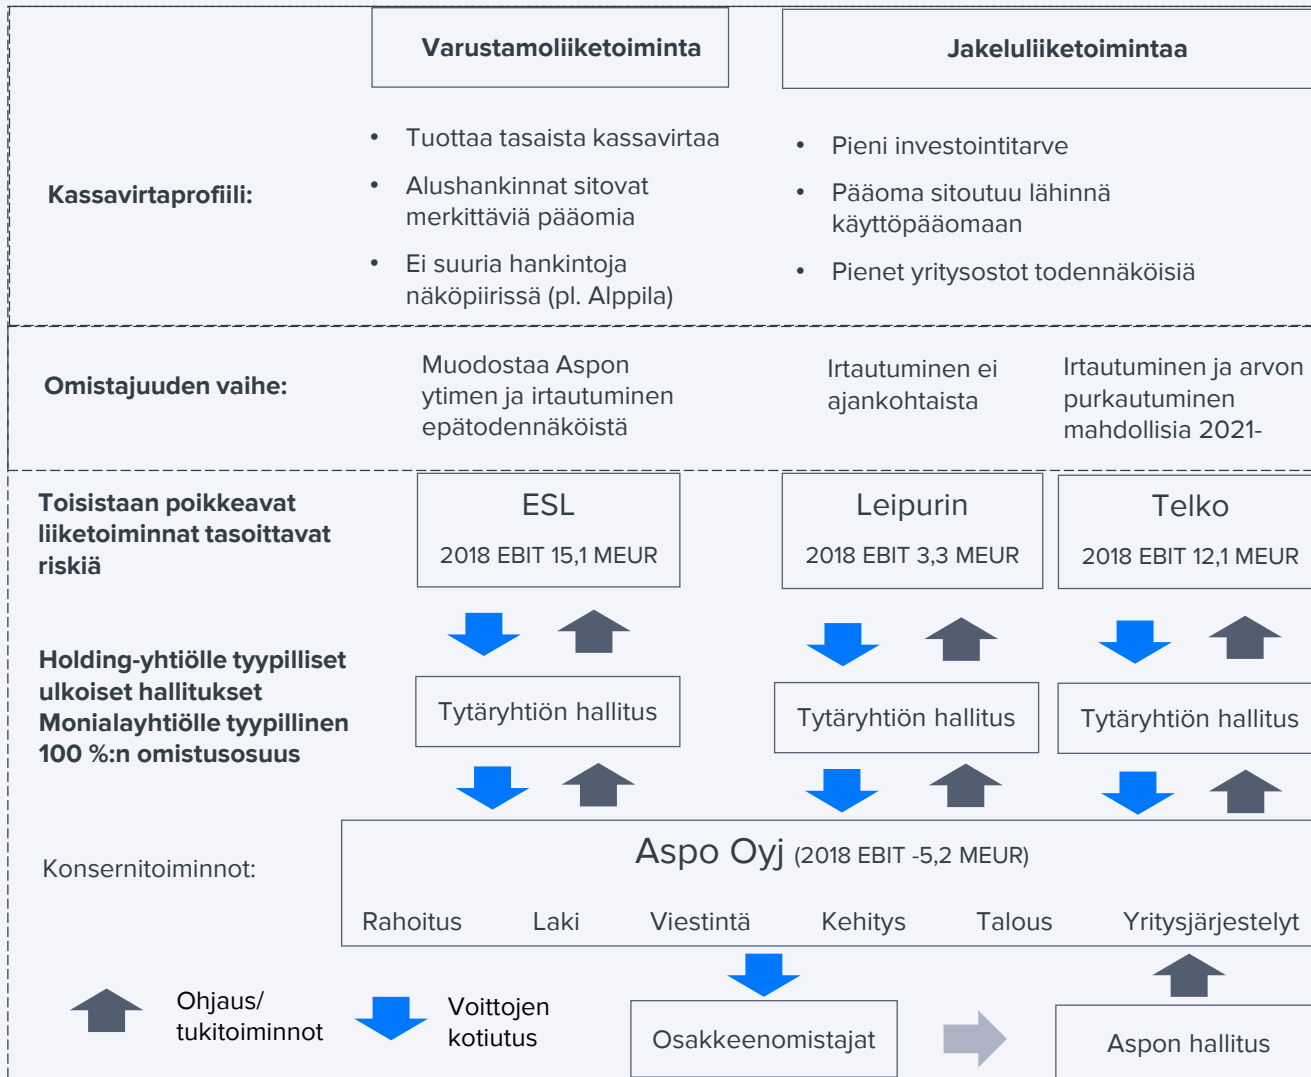 Varustamoliiketoiminta
Jakeluliiketoimintaa
Kassavirtaprofiili:
• Tuottaa tasaista kassavirtaa
• Alushankinnat sitovat
merkittäviä pääomia
• Ei suuria hankintoja
näköpiirissä (pl. Alppila)
• Pieni investointitarve
• Pääoma sitoutuu lähinnä
käyttöpääomaan
• Pienet yritysostot todennäköisiä
Omistajuuden vaihe:
Muodostaa Aspon
ytimen ja irtautuminen
epätodennäköistä
Irtautuminen ei
ajankohtaista
Irtautuminen ja arvon
purkautuminen
mahdollisia 2021-
Toisistaan poikkeavat
liiketoiminnat tasoittavat
riskiä
ESL
2018 EBIT 15,1 MEUR
Leipurin
2018 EBIT 3,3 MEUR
Telko
2018 EBIT 12,1 MEUR
Holding-yhtiölle tyypilliset
ulkoiset hallitukset
Monialayhtiölle tyypillinen
100 %:n omistusosuus
Tytäryhtiön hallitus
Tytäryhtiön hallitus
Tytäryhtiön hallitus
Konsernitoiminnot:
Aspo Oyj (2018 EBIT -5,2 MEUR)
Rahoitus Laki Viestintä Kehitys Talous Yritysjärjestelyt
Ohjaus/
tukitoiminnot
Voittojen
kotiutus
Osakkeenomistajat
Aspon hallitus